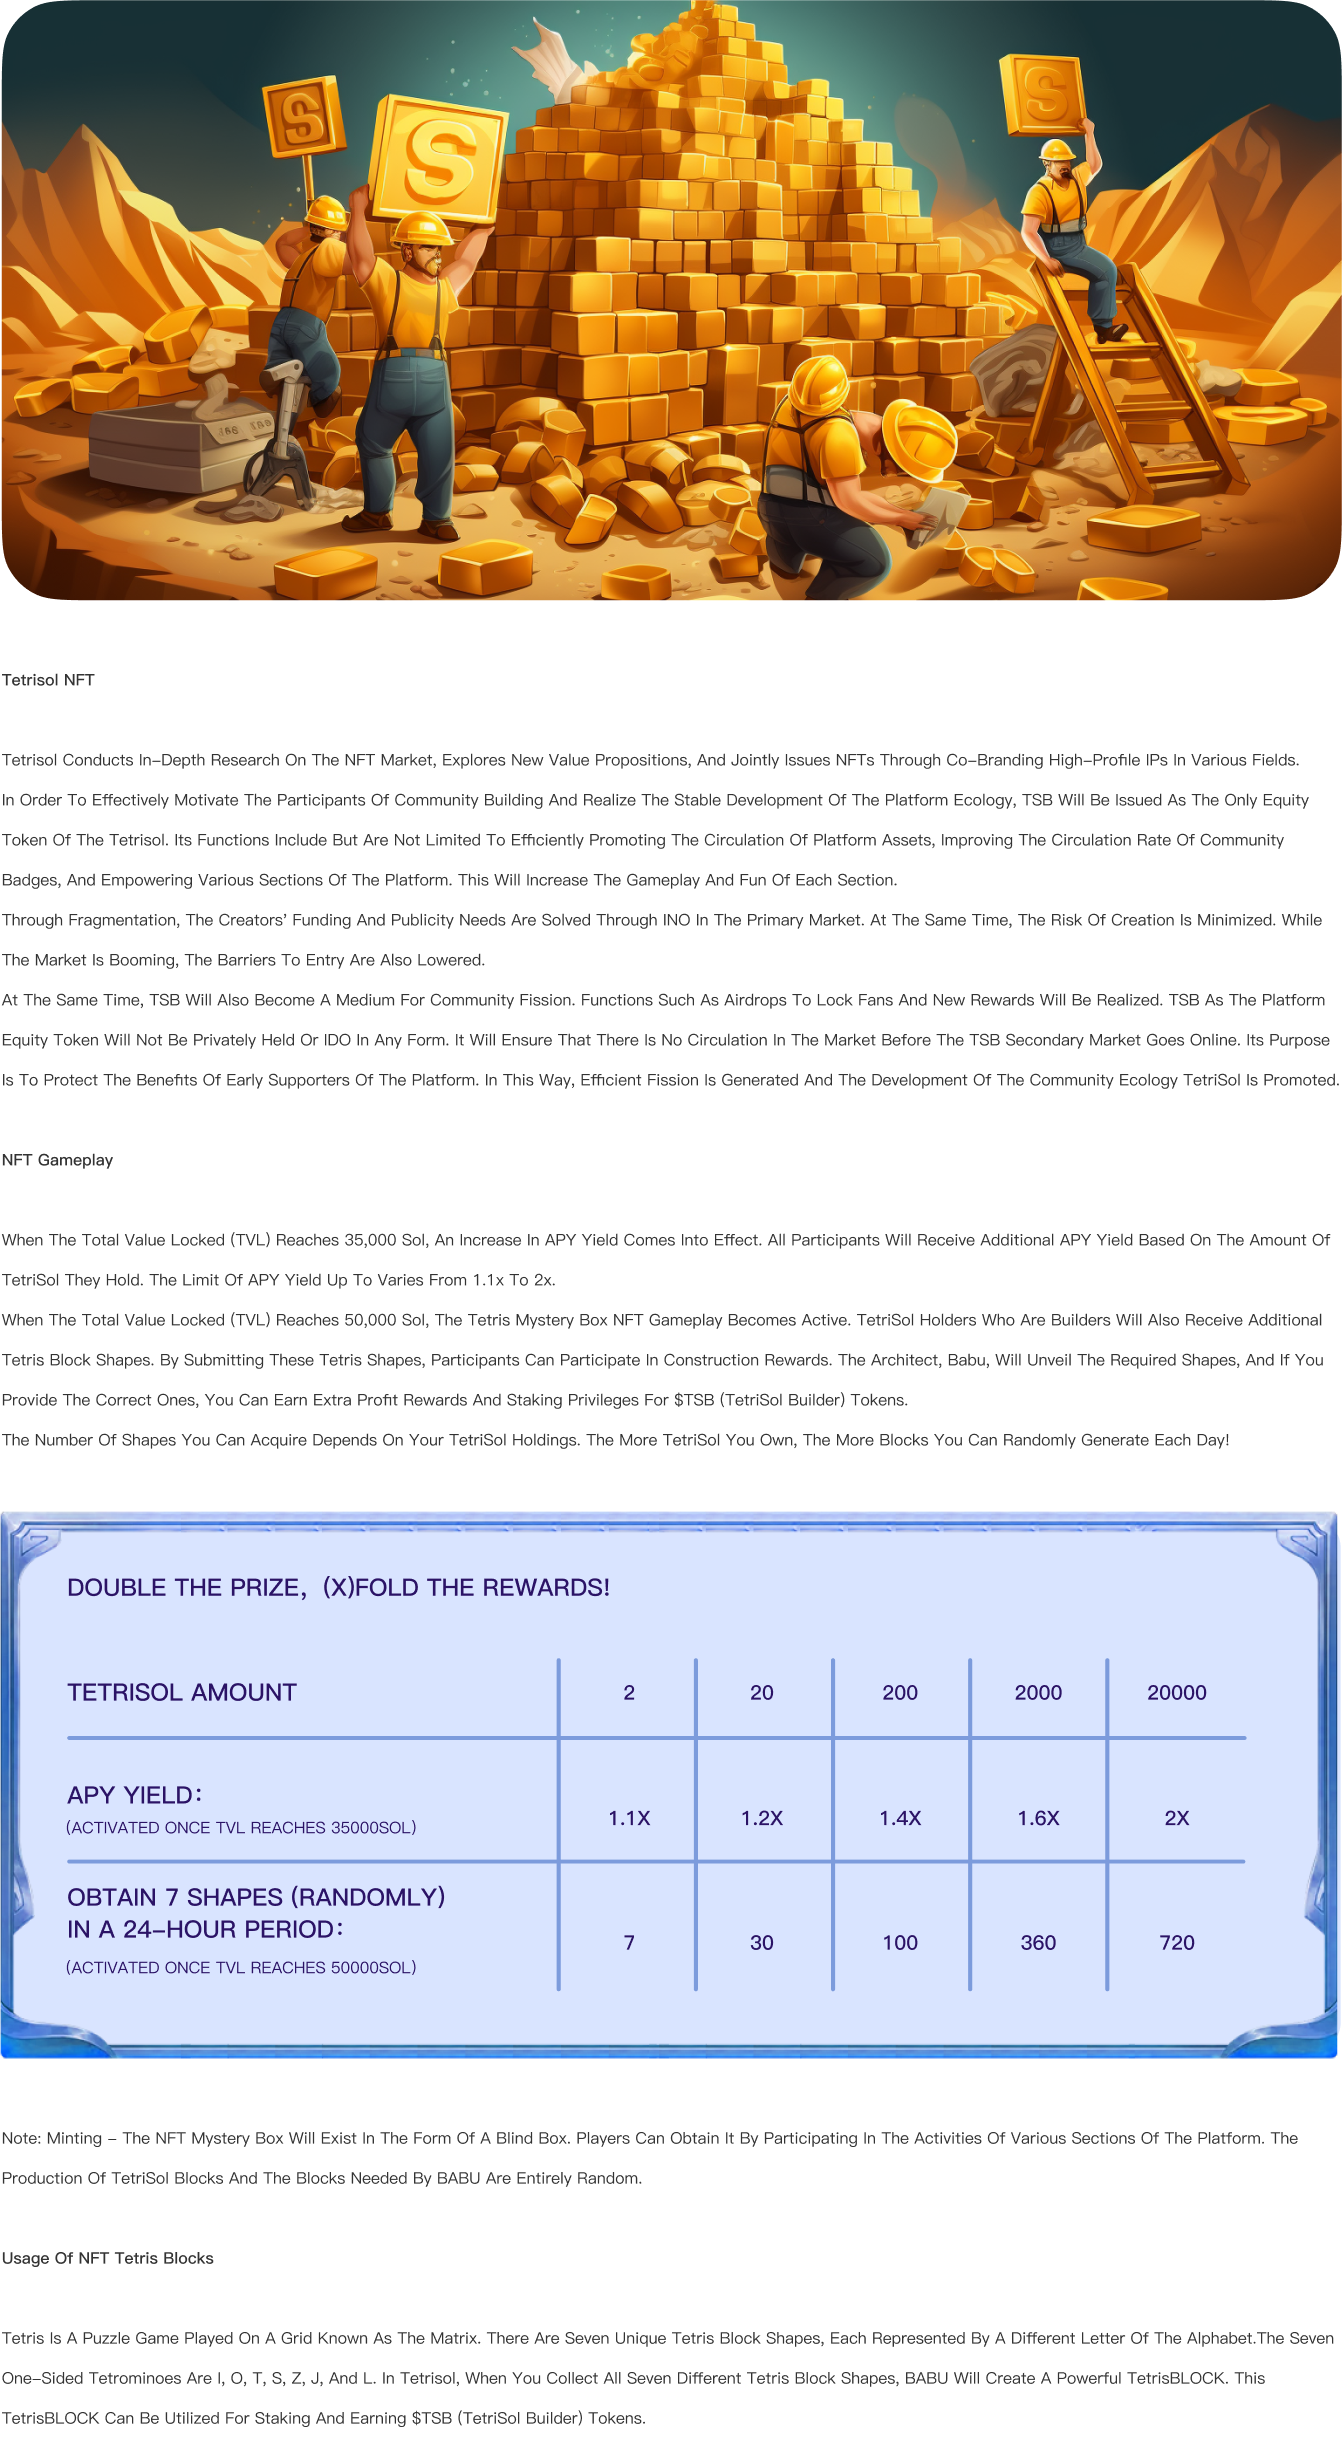 S
S
S
Tetrisol NFT
Tetrisol Conducts In-Depth Research On The NFT Market, Explores New Value Propositions, And Jointly Issues NFTs Through Co-Branding High-Profile IPs In Various Fields.
In Order To Effectively Motivate The Participants Of Community Building And Realize The Stable Development Of The Platform Ecology, TSB Will Be Issued As The Only Equity
Token Of The Tetrisol. Its Functions Include But Are Not Limited To Efficiently Promoting The Circulation Of Platform Assets, Improving The Circulation Rate Of Community
Badges, And Empowering Various Sections Of The Platform. This Will Increase The Gameplay And Fun Of Each Section.
Through Fragmentation, The Creators' Funding And Publicity Needs Are Solved Through INO In The Primary Market. At The Same Time, The Risk Of Creation Is Minimized. While
The Market Is Booming, The Barriers To Entry Are Also Lowered.
At The Same Time, TSB Will Also Become A Medium For Community Fission. Functions Such As Airdrops To Lock Fans And New Rewards Will Be Realized. TSB As The Platform
Equity Token Will Not Be Privately Held Or IDO In Any Form. It Will Ensure That There Is No Circulation In The Market Before The TSB Secondary Market Goes Online. Its Purpose
Is To Protect The Benefits Of Early Supporters Of The Platform. In This Way, Efficient Fission Is Generated And The Development Of The Community Ecology TetriSol Is Promoted.
NFT Gameplay
When The Total Value Locked (TVL) Reaches 35,000 Sol, An Increase In APY Yield Comes Into Effect. All Participants Will Receive Additional APY Yield Based On The Amount Of
TetriSol They Hold. The Limit Of APY Yield Up To Varies From 1.1x To 2x.
When The Total Value Locked (TVL) Reaches 50,000 Sol, The Tetris Mystery Box NFT Gameplay Becomes Active. TetriSol Holders Who Are Builders Will Also Receive Additional
Tetris Block Shapes. By Submitting These Tetris Shapes, Participants Can Participate In Construction Rewards. The Architect, Babu, Will Unveil The Required Shapes, And If You
Provide The Correct Ones, You Can Earn Extra Profit Rewards And Staking Privileges For $TSB (TetriSol Builder) Tokens.
The Number Of Shapes You Can Acquire Depends On Your TetriSol Holdings. The More TetriSol You Own, The More Blocks You Can Randomly Generate Each Day!
DOUBLE THE PRIZE, (X)FOLD THE REWARDS!
TETRISOL AMOUNT 2 20 200 2000 20000
APY YIELD:
(ACTIVATED ONCE TVL REACHES 35000SOL) 1.1X 1.2X 1.4X 1.6X 2X
OBTAIN 7 SHAPES (RANDOMLY)
IN A 24-HOUR PERIOD: 7 30 100 360 720
(ACTIVATED ONCE TVL REACHES 50000SOL)
Note: Minting - The NFT Mystery Box Will Exist In The Form Of A Blind Box. Players Can Obtain It By Participating In The Activities Of Various Sections Of The Platform. The
Production Of TetriSol Blocks And The Blocks Needed By BABU Are Entirely Random.
Usage Of NFT Tetris Blocks
Tetris Is A Puzzle Game Played On A Grid Known As The Matrix. There Are Seven Unique Tetris Block Shapes, Each Represented By A Different Letter Of The Alphabet.The Seven
One-Sided Tetrominoes Are I, O, T, S, Z, J, And L. In Tetrisol, When You Collect All Seven Different Tetris Block Shapes, BABU Will Create A Powerful TetrisBLOCK. This
TetrisBLOCK Can Be Utilized For Staking And Earning $TSB (TetriSol Builder) Tokens.